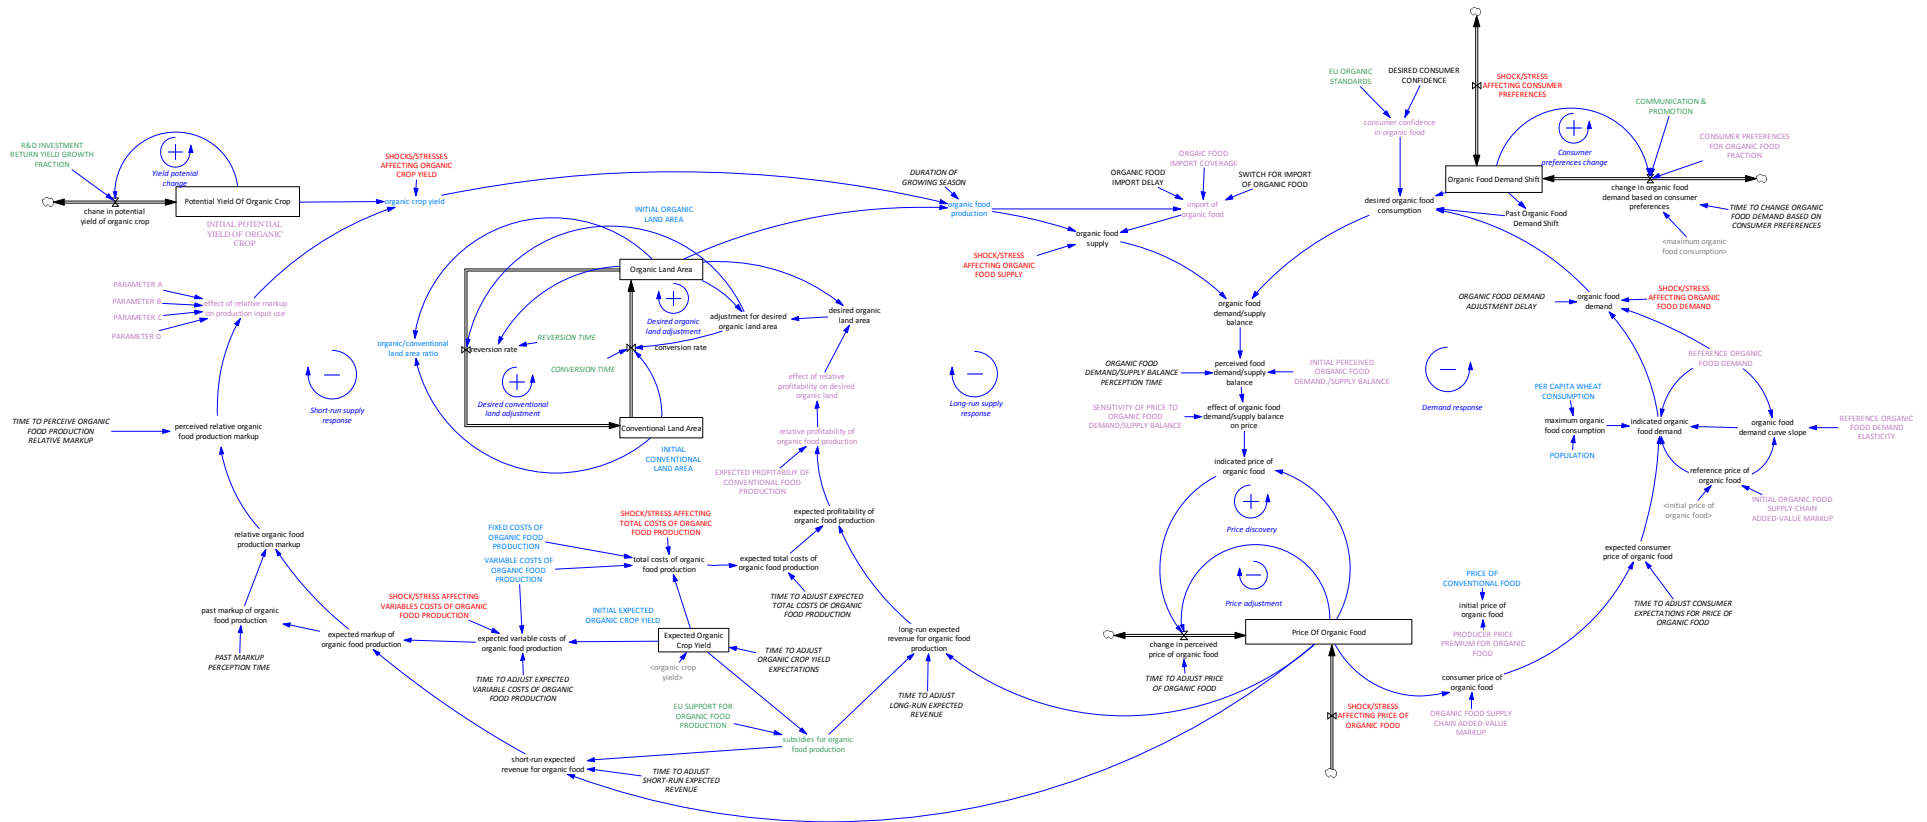 R&D INVESTMENT
RETURN YIELD GROWTH
FRACTION
Yield potenial
change
chane in potential
yield of organic crop
Potential Yield Of Organic Crop
INITIAL POTENTIAL
YIELD OF ORGANIC
CROP
SHOCKS/STRESSES
AFFECTING ORGANIC
CROP YIELD
organic crop yield
PARAMETER A
PARAMETER B
PARAMETER C
PARAMETER D
effect of relative markup
on production input use
organic/conventional
land area ratio
Short-run supply
response
TIME TO PERCEIVE ORGANIC
FOOD PRODUCTION
RELATIVE MARKUP
perceived relative organic
food production markup
relative organic food
production markup
past markup of organic
food production
PAST MARKUP
PERCEPTION TIME
expected markup of
organic food production
INITIAL ORGANIC
LAND AREA
Organic Land Area
Desired organic
land adjustment
adjustment for desired
organic land area
desired organic
land area
reversion rate
REVERSION TIME
conversion rate
CONVERSION TIME
Desired conventional
land adjustment
Conventional Land Area
INITIAL
CONVENTIONAL
LAND AREA
effect of relative
profitability on desired
organic land
relative profitability of
organic food production
EXPECTED PROFITABILIY OF
CONVENTIONAL FOOD
PRODUCTION
expected profitability of
organic food production
SHOCK/STRESS AFFECTING
TOTAL COSTS OF ORGANIC
FOOD PRODUCTION
FIXED COSTS OF
ORGANIC FOOD
PRODUCTION
VARIABLE COSTS OF
ORGANIC FOOD
PRODUCTION
total costs of organic
food production
expected total costs of
organic food production
TIME TO ADJUST EXPECTED
TOTAL COSTS OF ORGANIC
FOOD PRODUCTION
SHOCK/STRESS AFFECTING
VARIABLES COSTS OF ORGANIC
FOOD PRODUCTION
INITIAL EXPECTED
ORGANIC CROP YIELD
expected variable costs of
organic food production
Expected Organic
Crop Yield
TIME TO ADJUST
ORGANIC CROP YIELD
EXPECTATIONS
<organic crop
yield>
TIME TO ADJUST EXPECTED
VARIABLE COSTS OF ORGANIC
FOOD PRODUCTION
EU SUPPORT FOR
ORGANIC FOOD
PRODUCTION
subsidies for organic
food production
short-run expected
revenue for organic food
TIME TO ADJUST
SHORT-RUN EXPECTED
REVENUE
long-run expected
revenue for organic food
production
TIME TO ADJUST
LONG-RUN EXPECTED
REVENUE
DURATION OF
GROWING SEASON
organic food
production
ORGANIC FOOD
IMPORT DELAY
ORGAIC FOOD
IMPORT COVERAGE
SWITCH FOR IMPORT
OF ORGANIC FOOD
import of
organic food
organic food
supply
SHOCK/STRESS
AFFECTING ORGANIC
FOOD SUPPLY
Long-run supply
response
organic food
demand/supply
balance
ORGANIC FOOD
DEMAND/SUPPLY BALANCE
PERCEPTION TIME
perceived food
demand/supply
balance
INITIAL PERCEIVED
ORGANIC FOOD
DEMAND./SUPPLY BALANCE
SENSITIVITY OF PRICE TO
ORGANIC FOOD
DEMAND/SUPPLY BALANCE
effect of organic food
demand/supply balance
on price
indicated price of
organic food
Price discovery
Price adjustment
change in perceived
price of organic food
TIME TO ADJUST PRICE
OF ORGANIC FOOD
Price Of Organic Food
SHOCK/STRESS
AFFECTING PRICE OF
ORGANIC FOOD
EU ORGANIC
STANDARDS
DESIRED CONSUMER
CONFIDENCE
consumer confidence
in organic food
SHOCK/STRESS
AFFECTING CONSUMER
PREFERENCES
Consumer
preferences change
COMMUNICATION &
PROMOTION
CONSUMER PREFERENCES
FOR ORGANIC FOOD
FRACTION
Organic Food Demand Shift
change in organic food
demand based on consumer
preferences
TIME TO CHANGE ORGANIC
FOOD DEMAND BASED ON
CONSUMER PREFERENCES
<maximum organic
food consumption>
desired organic food
consumption
Past Organic Food
Demand Shift
ORGANIC FOOD DEMAND
ADJUSTMENT DELAY
organic food
demand
SHOCK/STRESS
AFFECTING ORGANIC
FOOD DEMAND
REFERENCE ORGANIC
FOOD DEMAND
Demand response
PER CAPITA WHEAT
CONSUMPTION
maximum organic
food consumption
POPULATION
indicated organic
food demand
organic food
demand curve slope
REFERENCE ORGANIC
FOOD DEMAND
ELASTICITY
reference price of
organic food
<initial price of
organic food>
INITIAL ORGANIC FOOD
SUPPLY-CHAIN
ADDED-VALUE MARKUP
expected consumer
price of organic food
TIME TO ADJUST CONSUMER
EXPECTATIONS FOR PRICE OF
ORGANIC FOOD
PRICE OF
CONVENTIONAL FOOD
initial price of
organic food
PRODUCER PRICE
PREMIUM FOR ORGANIC
FOOD
consumer price of
organic food
ORGANIC FOOD SUPPLY
CHAIN ADDED-VALUE
MARKUP